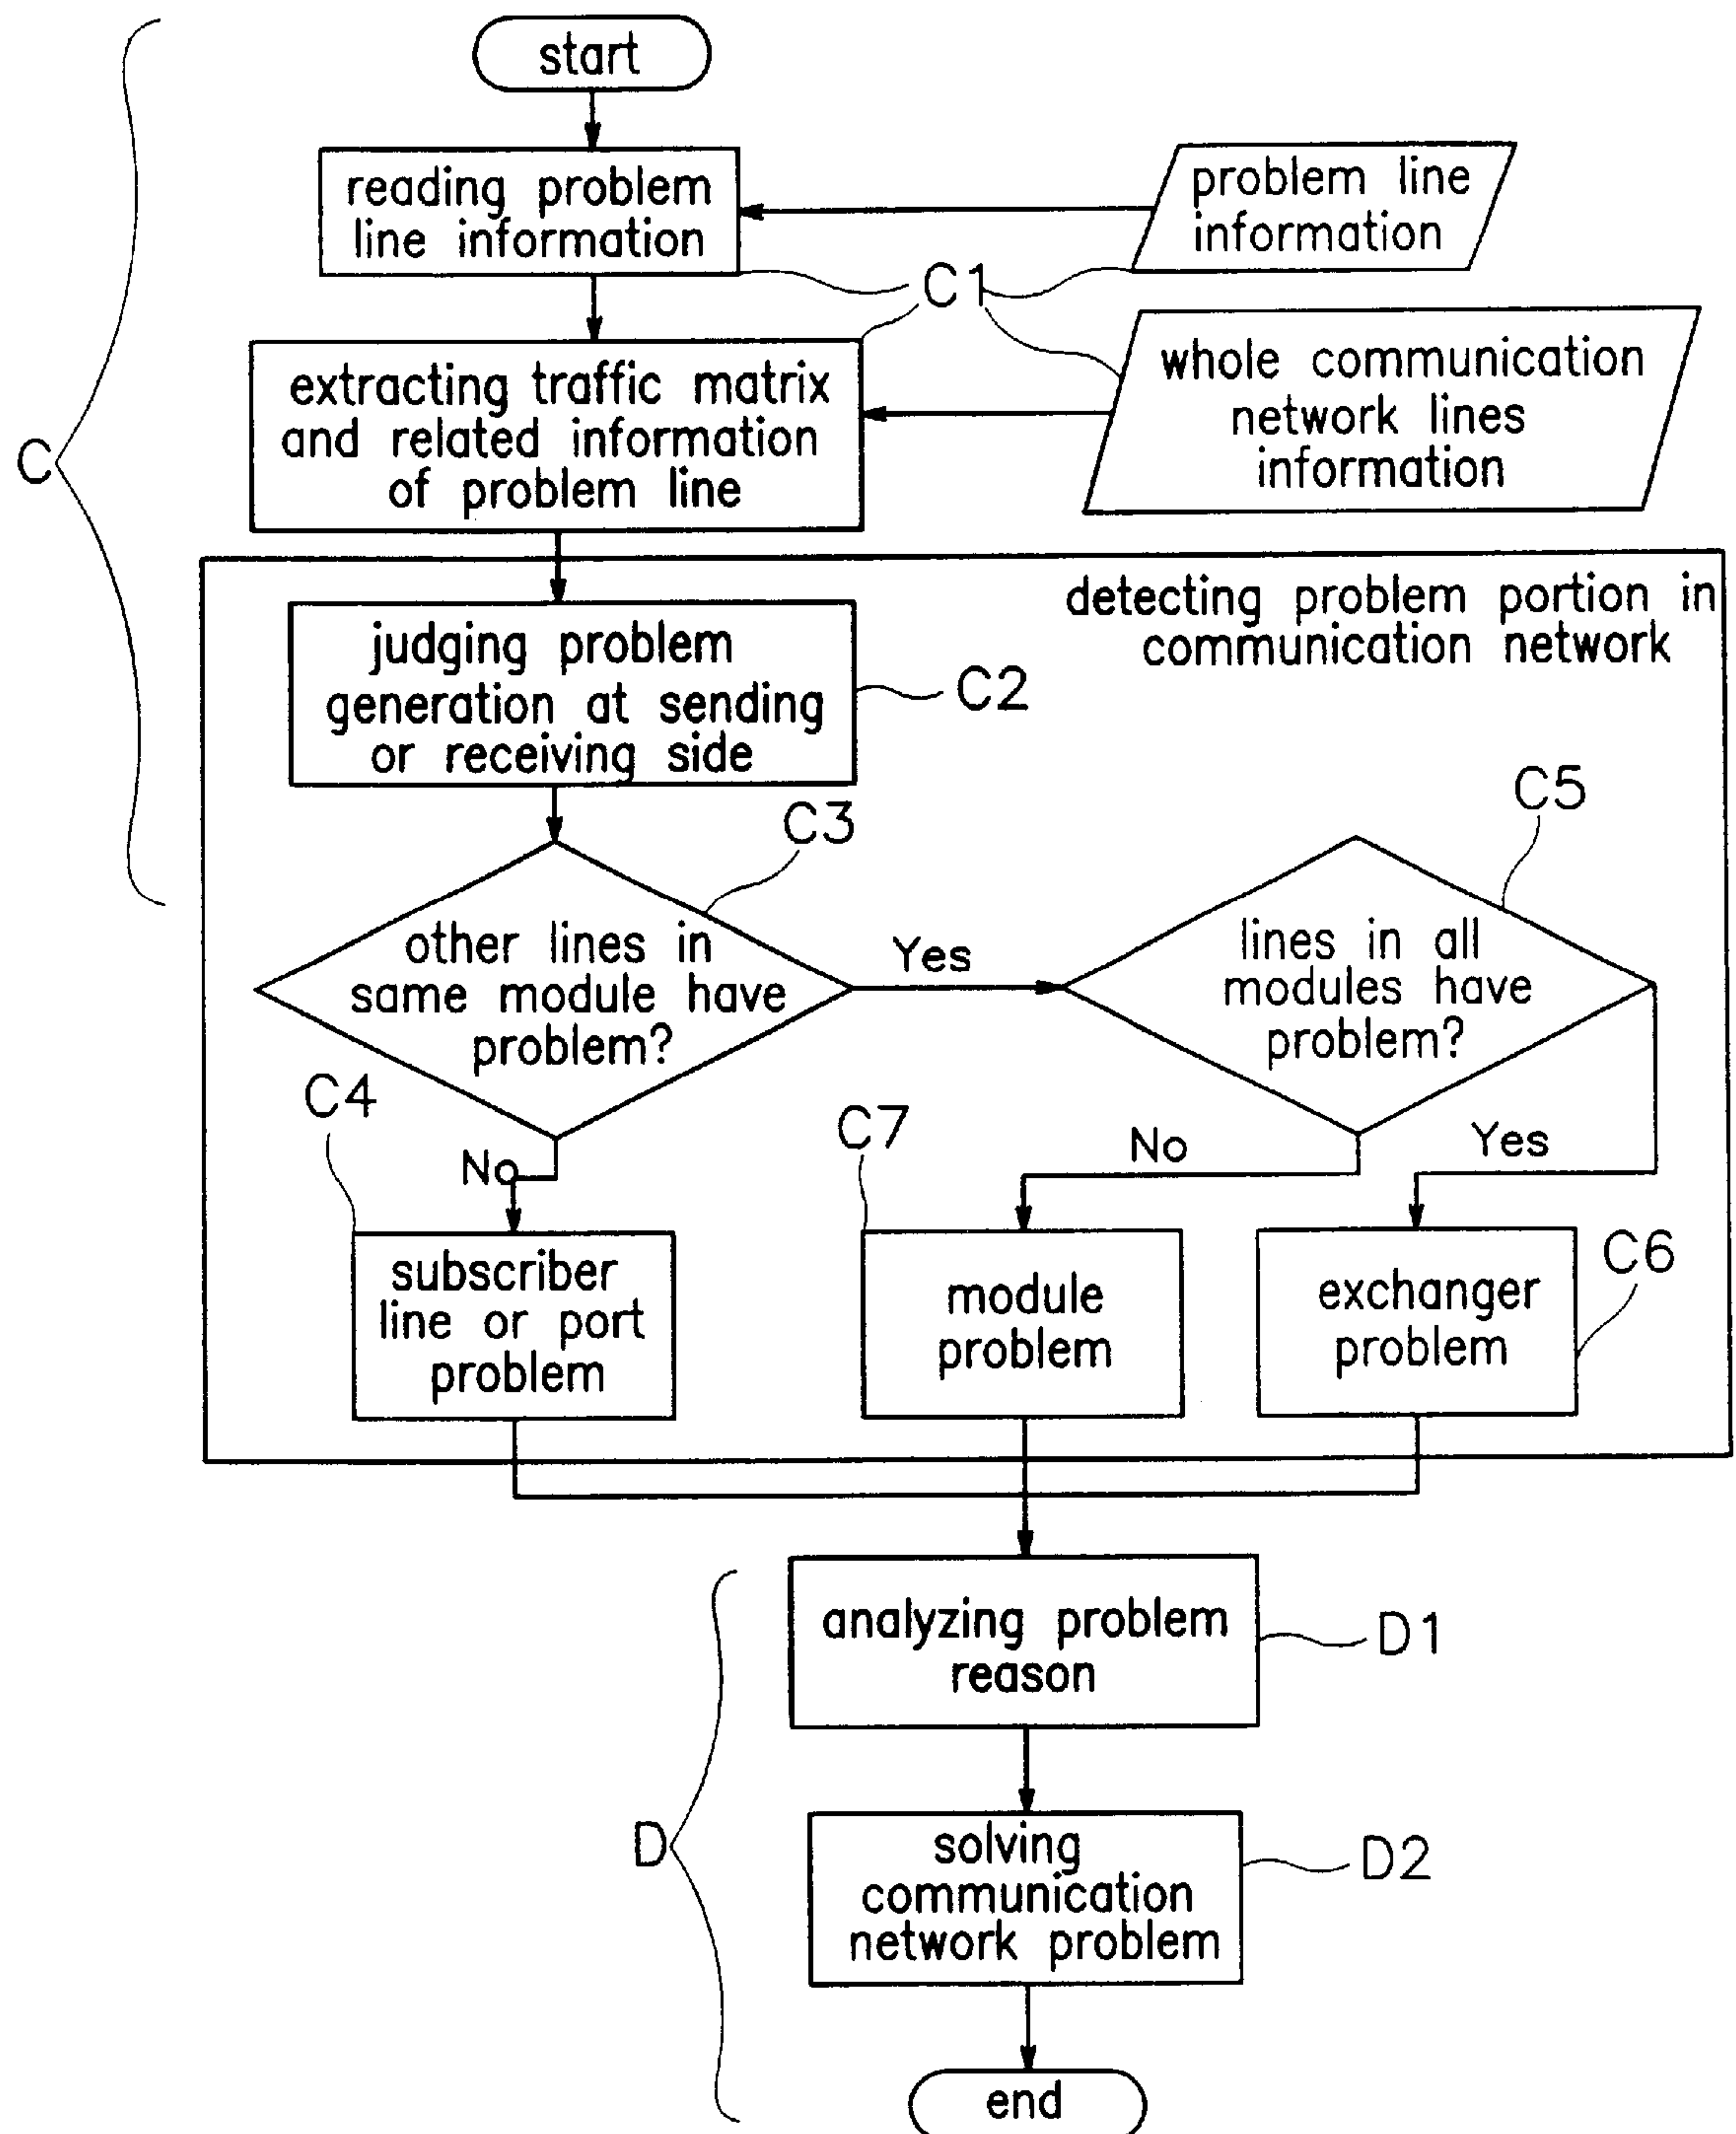 start
reading problem
line information
problem line
information
C1
extracting traffic matrix
and related information
of problem line
whole communication
network lines
information
C
detecting problem portion in
communication network
judging problem
generation at sending
or receiving side
C2
C3
C5
other lines in
same module have
problem?
Yes
lines in all
modules have
problem?
C4
No
C7
No
Yes
subscriber
line or port
problem
module
problem
exchanger
problem
C6
analyzing problem
reason
D1
D
solving
communication
network problem
D2
end